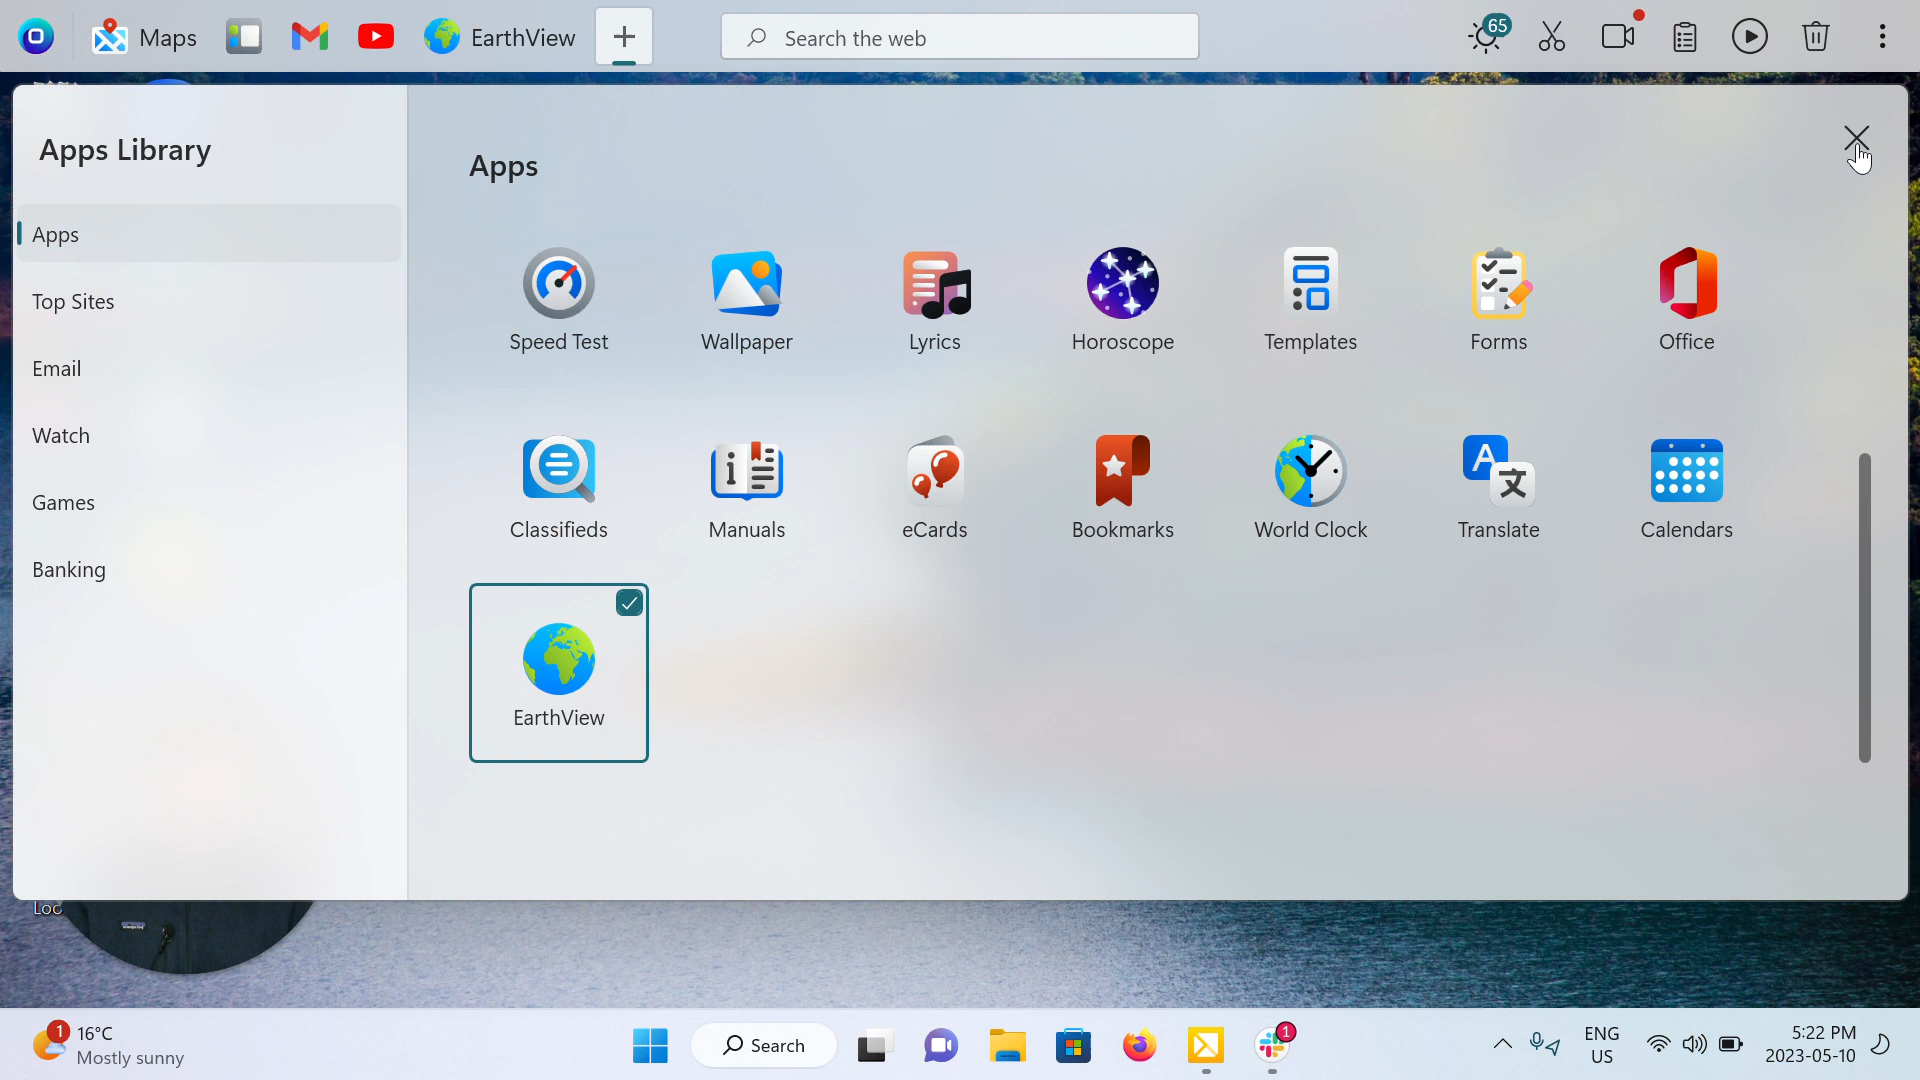 Maps
EarthView
Search the web
65
Apps Library
Apps
Top Sites
Email
Watch
Games
Banking
Apps
Speed Test
Wallpaper
Lyrics
Horoscope
Templates
Forms
Office
Classifieds
Manuals
eCards
Bookmarks
World Clock
Translate
Calendars
EarthView
Loc
1
16°C
Mostly sunny
Search
1
ENG
US
5:22 PM
2023-05-10